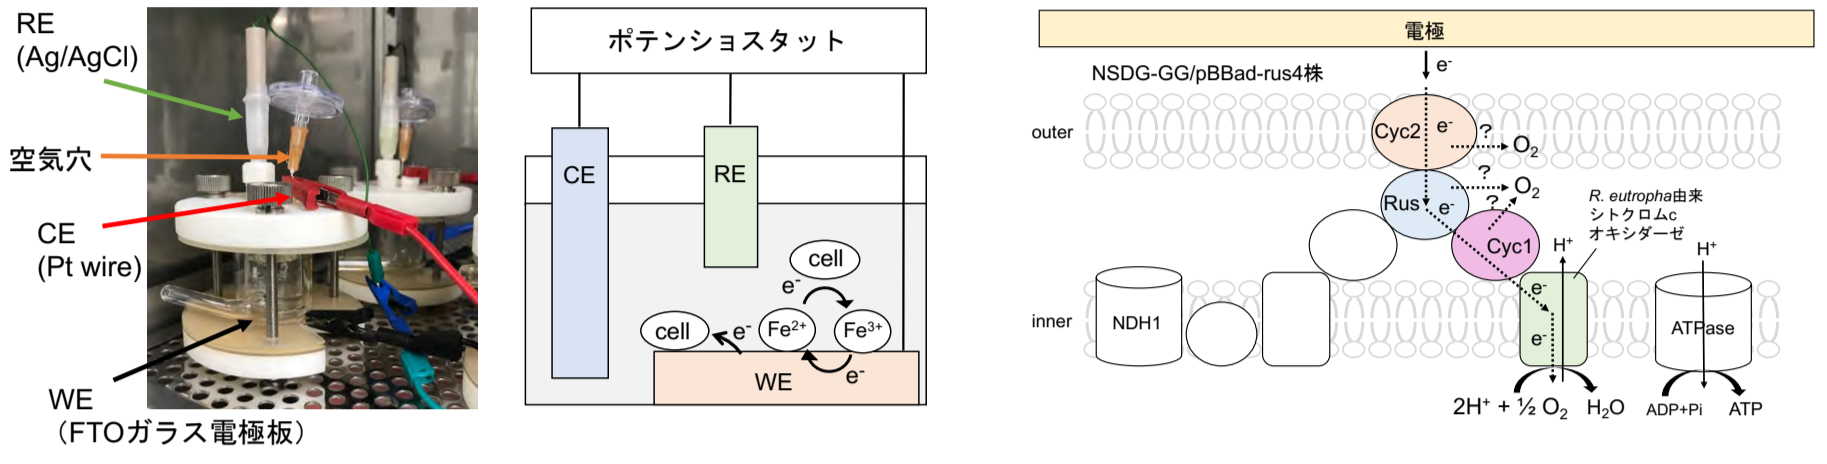 RE
(Ag/AgCl)
空気穴
CE
(Pt wire)
WE
（FTOガラス電極板）
ポテンショスタット
CE
RE
cell
e-
cell
e-
Fe2+
Fe3+
e-
WE
電極
e-
NSDG-GG/pBBad-rus4株
outer
Cyc2
e-
?
O2
?
O2
Rus
e-
?
Cyc1
R. eutropha由来
シトクロムc
オキシダーゼ
H+
H+
e-
inner
NDH1
e-
ATPase
2H+ + ½ O2
H2O
ADP+Pi
ATP